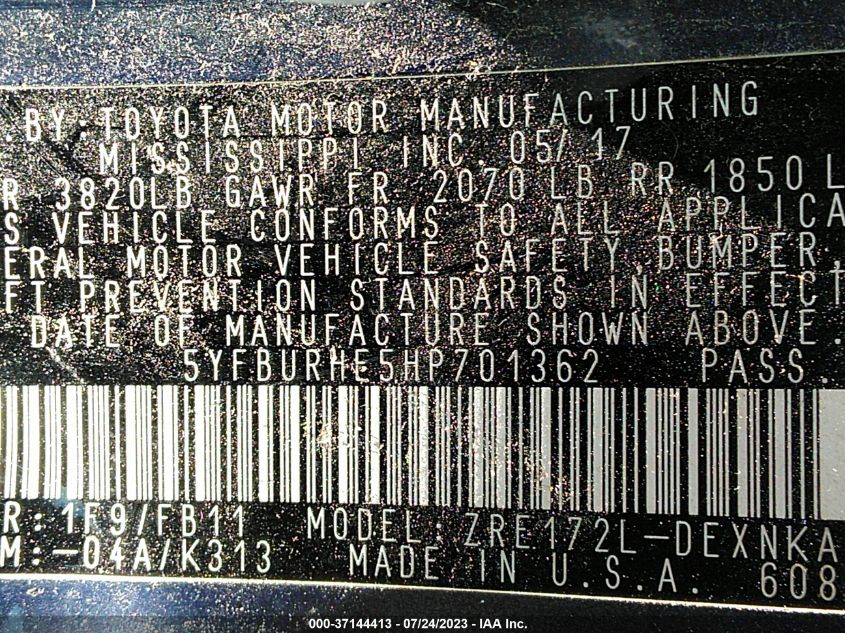 .BY:TOYOTA MOTOR MANUFACTURING
MISSISSIPPI INC. 05/17
R 3820LB GAWR FR 2070 LB RR 1850 L
S VEHICLE CONFORMS TO ALL APPLICA
ERAL MOTOR VEHICLE SAFETY, BUMPER,
FT PREVENTION STANDARDS IN EFFECT
DATE OF MANUFACTURE SHOWN ABOVE.
5YFBURHE5HP701362 PASS.
R: 1F9/FB11 MODEL: ZRE172L-DEXNKA
M:-04A/K313 MADE IN U.S.A. 608
000-37144413 - 07/24/2023 - IAA Inc.